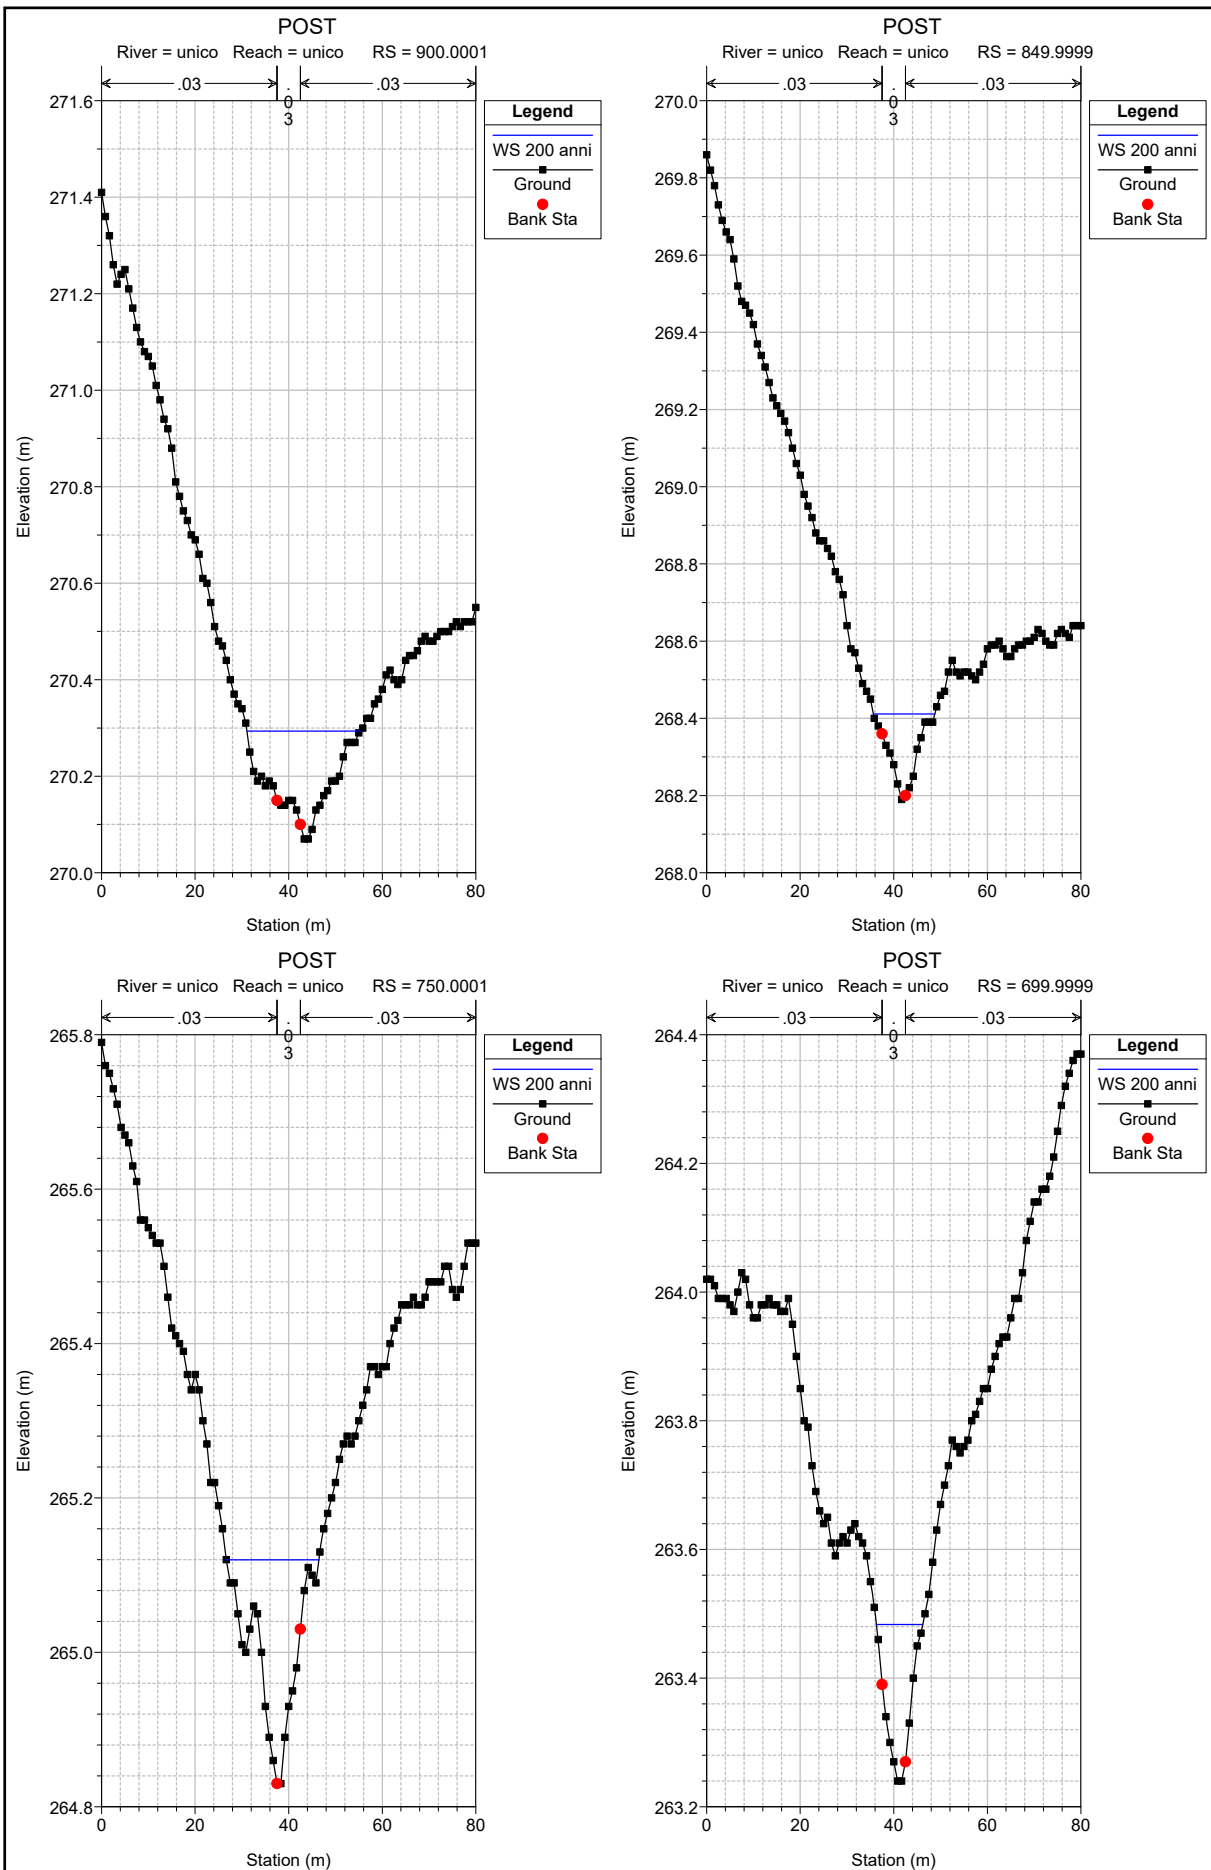 POST
River = unico Reach = unico RS = 900.0001
.03 .03 .03
271.6
271.4
271.2
271.0
270.8
270.6
270.4
270.2
270.0
Elevation (m)
0 20 40 60 80
Station (m)
Legend
WS 200 anni
Ground
Bank Sta
POST
River = unico Reach = unico RS = 849.9999
.03 .03 .03
270.0
269.8
269.6
269.4
269.2
269.0
268.8
268.6
268.4
268.2
268.0
Elevation (m)
0 20 40 60 80
Station (m)
Legend
WS 200 anni
Ground
Bank Sta
POST
River = unico Reach = unico RS = 750.0001
.03 .03 .03
265.8
265.6
265.4
265.2
265.0
264.8
Elevation (m)
0 20 40 60 80
Station (m)
Legend
WS 200 anni
Ground
Bank Sta
POST
River = unico Reach = unico RS = 699.9999
.03 .03 .03
264.4
264.2
264.0
263.8
263.6
263.4
263.2
Elevation (m)
0 20 40 60 80
Station (m)
Legend
WS 200 anni
Ground
Bank Sta